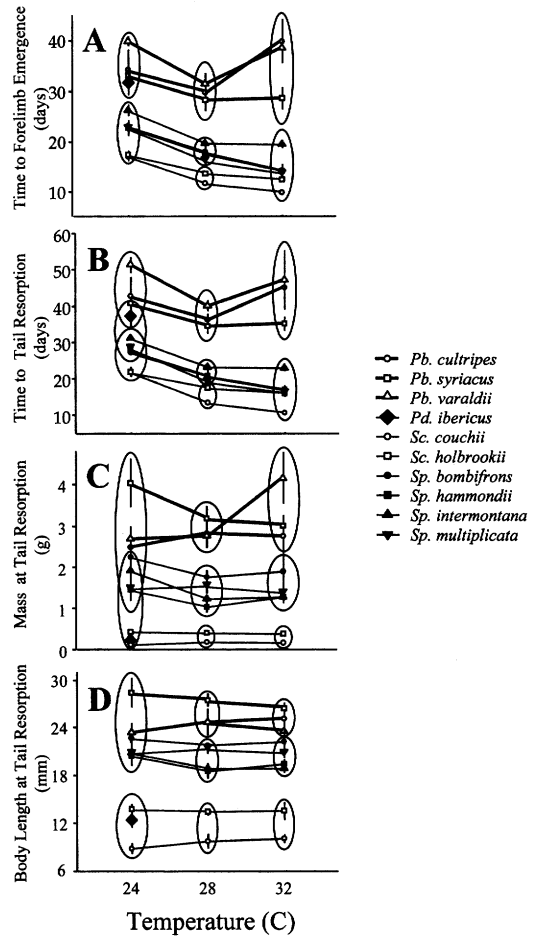 A
Time to Forelimb Emergence
(days)
40
30
20
10
B
Time to Tail Resorption
(days)
60
50
40
30
20
10
C
Mass at Tail Resorption
(g)
4
3
2
1
0
D
Body Length at Tail Resorption
(mm)
30
24
18
12
6
24
28
32
Temperature (C)
Pb. cultripes
Pb. syriacus
Pb. varaldii
Pd. ibericus
Sc. couchii
Sc. holbrookii
Sp. bombifrons
Sp. hammondii
Sp. intermontana
Sp. multiplicata